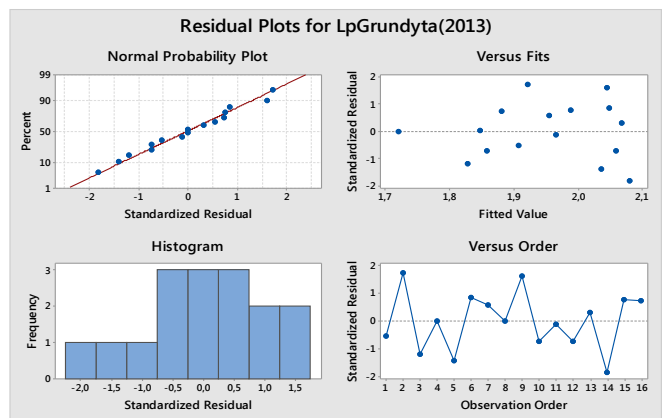 Residual Plots for LpGrundyta(2013)
Normal Probability Plot
99
90
50
10
1
Percent
-2 -1 0 1 2
Standardized Residual
Versus Fits
2
1
0
-1
-2
Standardized Residual
1,7 1,8 1,9 2,0 2,1
Fitted Value
Histogram
3
2
1
0
Frequency
-2,0 -1,5 -1,0 -0,5 0,0 0,5 1,0 1,5
Standardized Residual
Versus Order
2
1
0
-1
-2
Standardized Residual
1 2 3 4 5 6 7 8 9 10 11 12 13 14 15 16
Observation Order